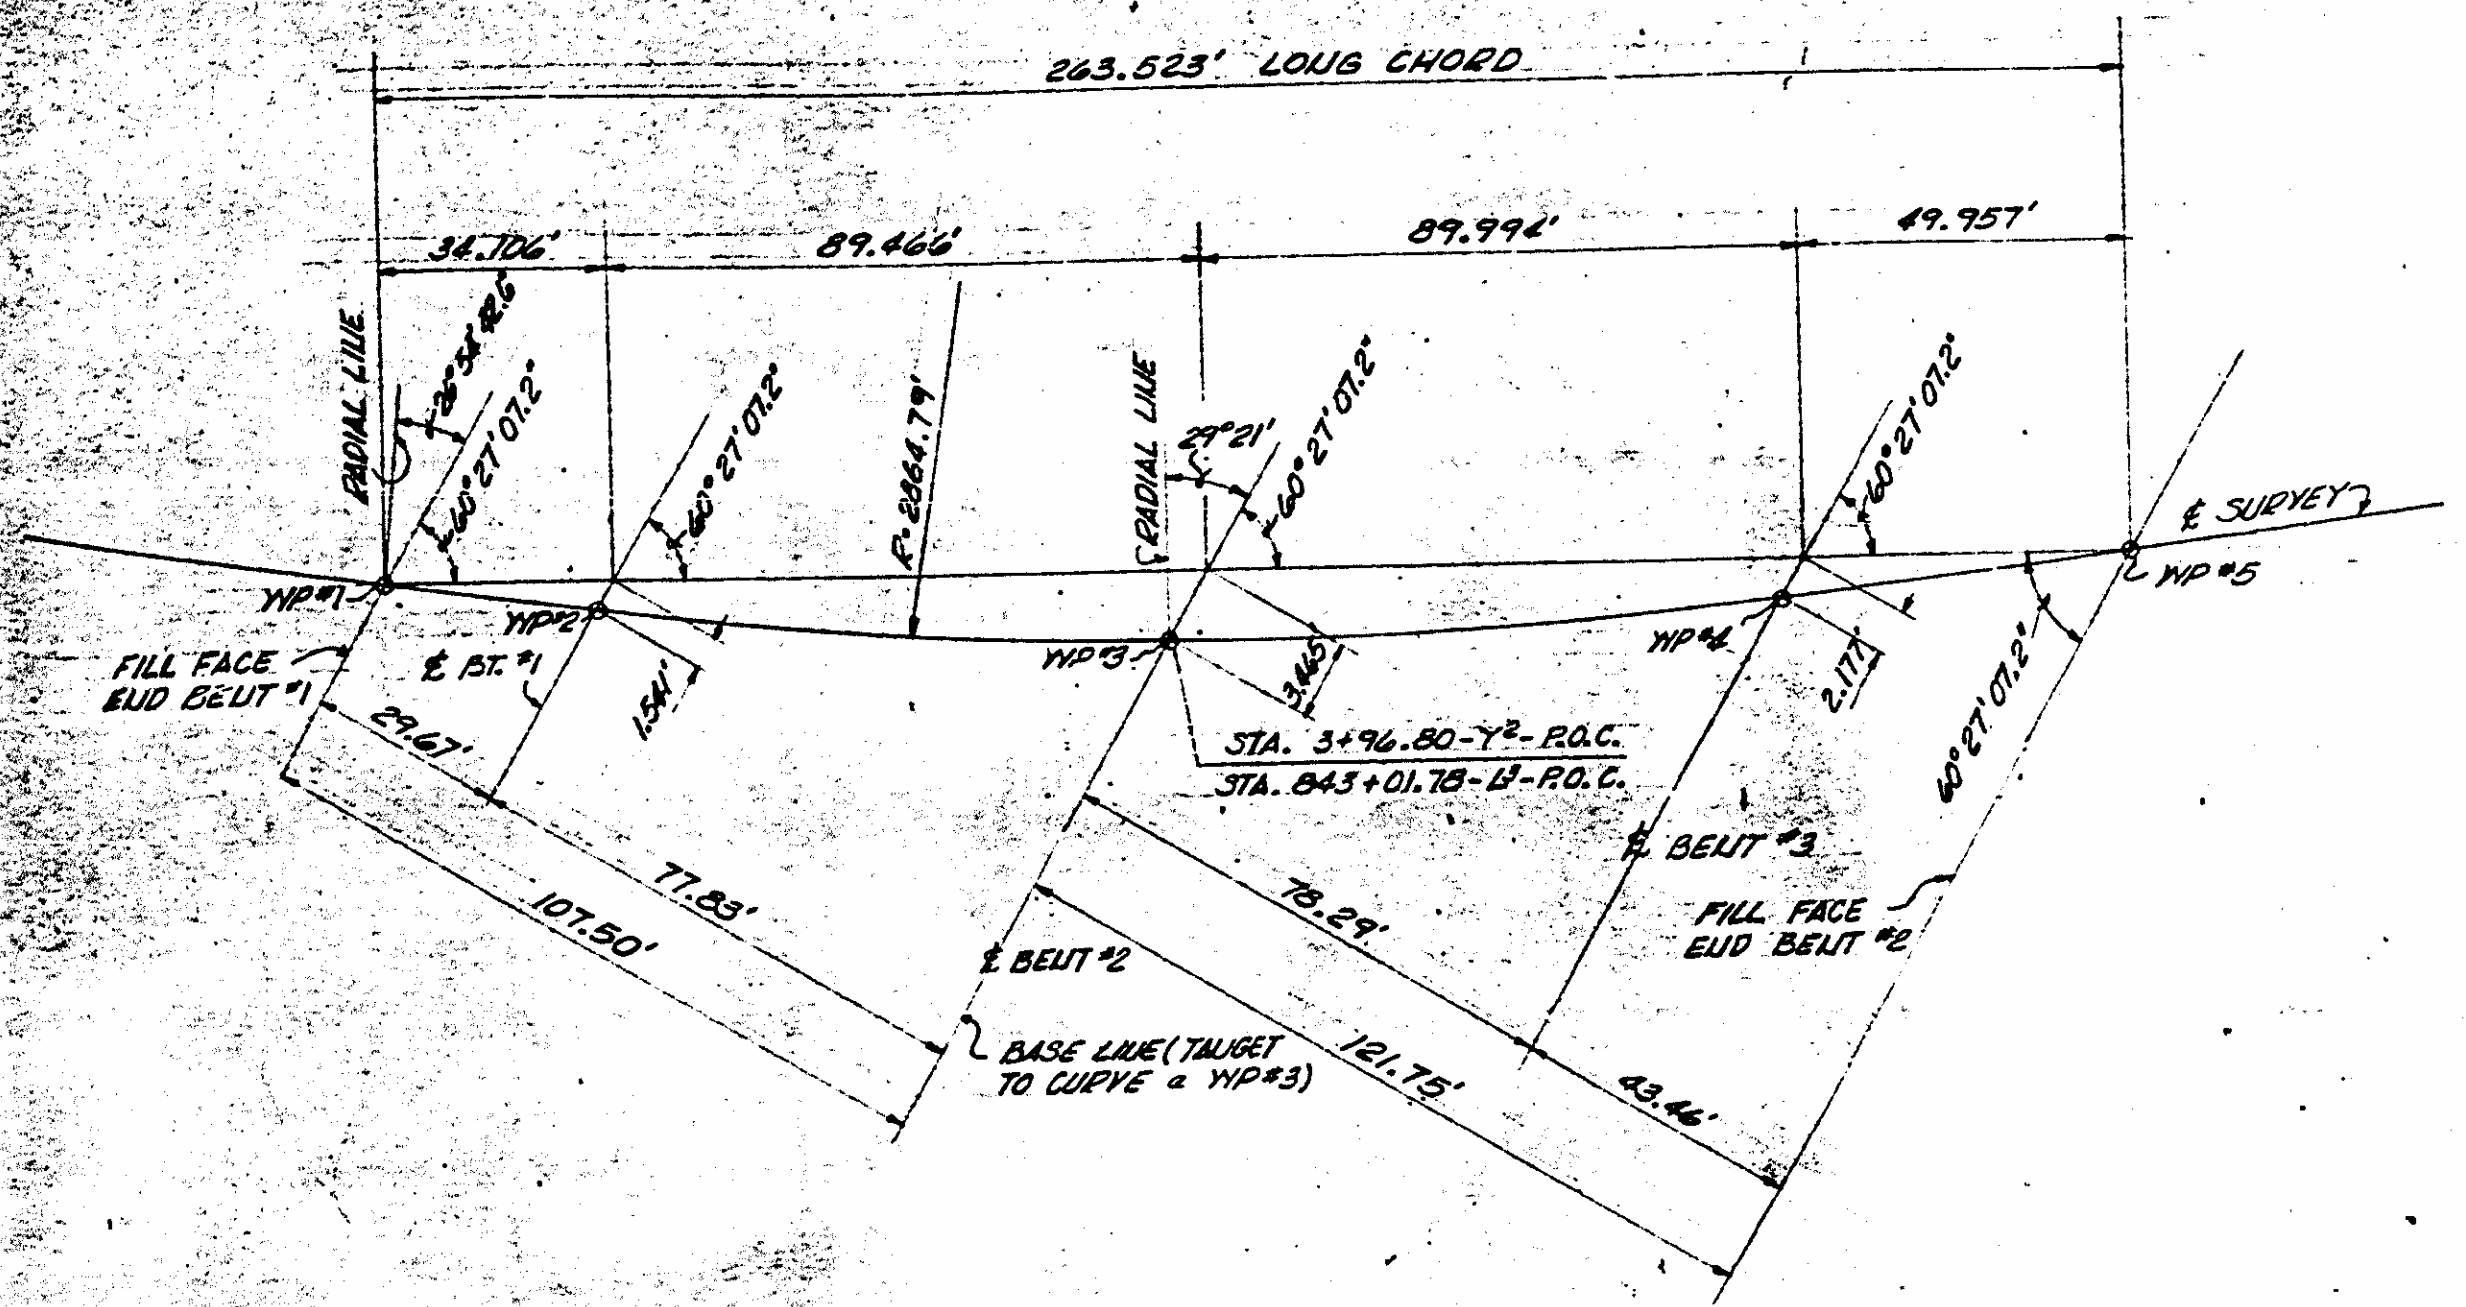 263.523' LONG CHORD
34.106'
89.466'
89.994'
49.957'
RADIAL LINE
60°27'07.2"
60°27'07.2"
R=2864.79'
RADIAL LINE
29°21'
60°27'07.2"
60°27'07.2"
℄ SURVEY
WP#1
WP#2
WP#3
WP#4
WP#5
FILL FACE
END BENT #1
℄ BT. #1
1.541'
3.465'
2.177'
60°27'07.2"
29.67'
STA. 3+96.80-Y²-P.O.C.
STA. 843+01.78-L³-P.O.C.
77.83'
107.50'
℄ BENT #3
78.29'
FILL FACE
END BENT #2
℄ BENT #2
BASE LINE (TANGET
TO CURVE @ WP#3)
121.75'
43.46'